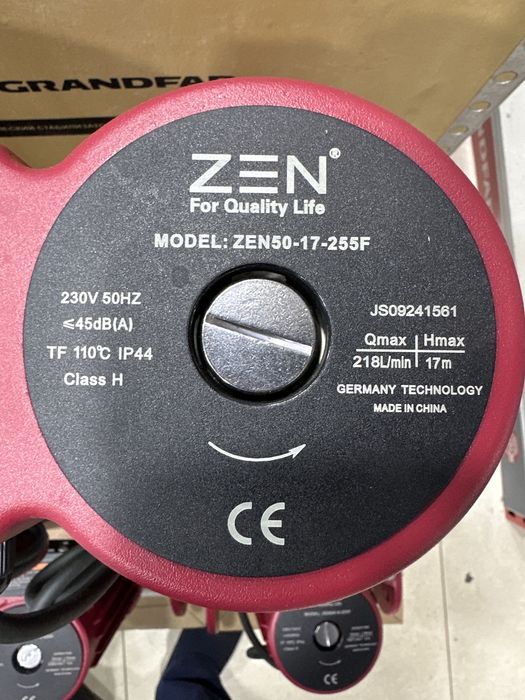 GRANDFAR
ZEN®
For Quality Life
MODEL: ZEN50-17-255F
230V 50HZ
≤45dB(A)
TF 110℃ IP44
Class H
JS09241561
Qmax Hmax
218L/min 17m
GERMANY TECHNOLOGY
MADE IN CHINA
CE